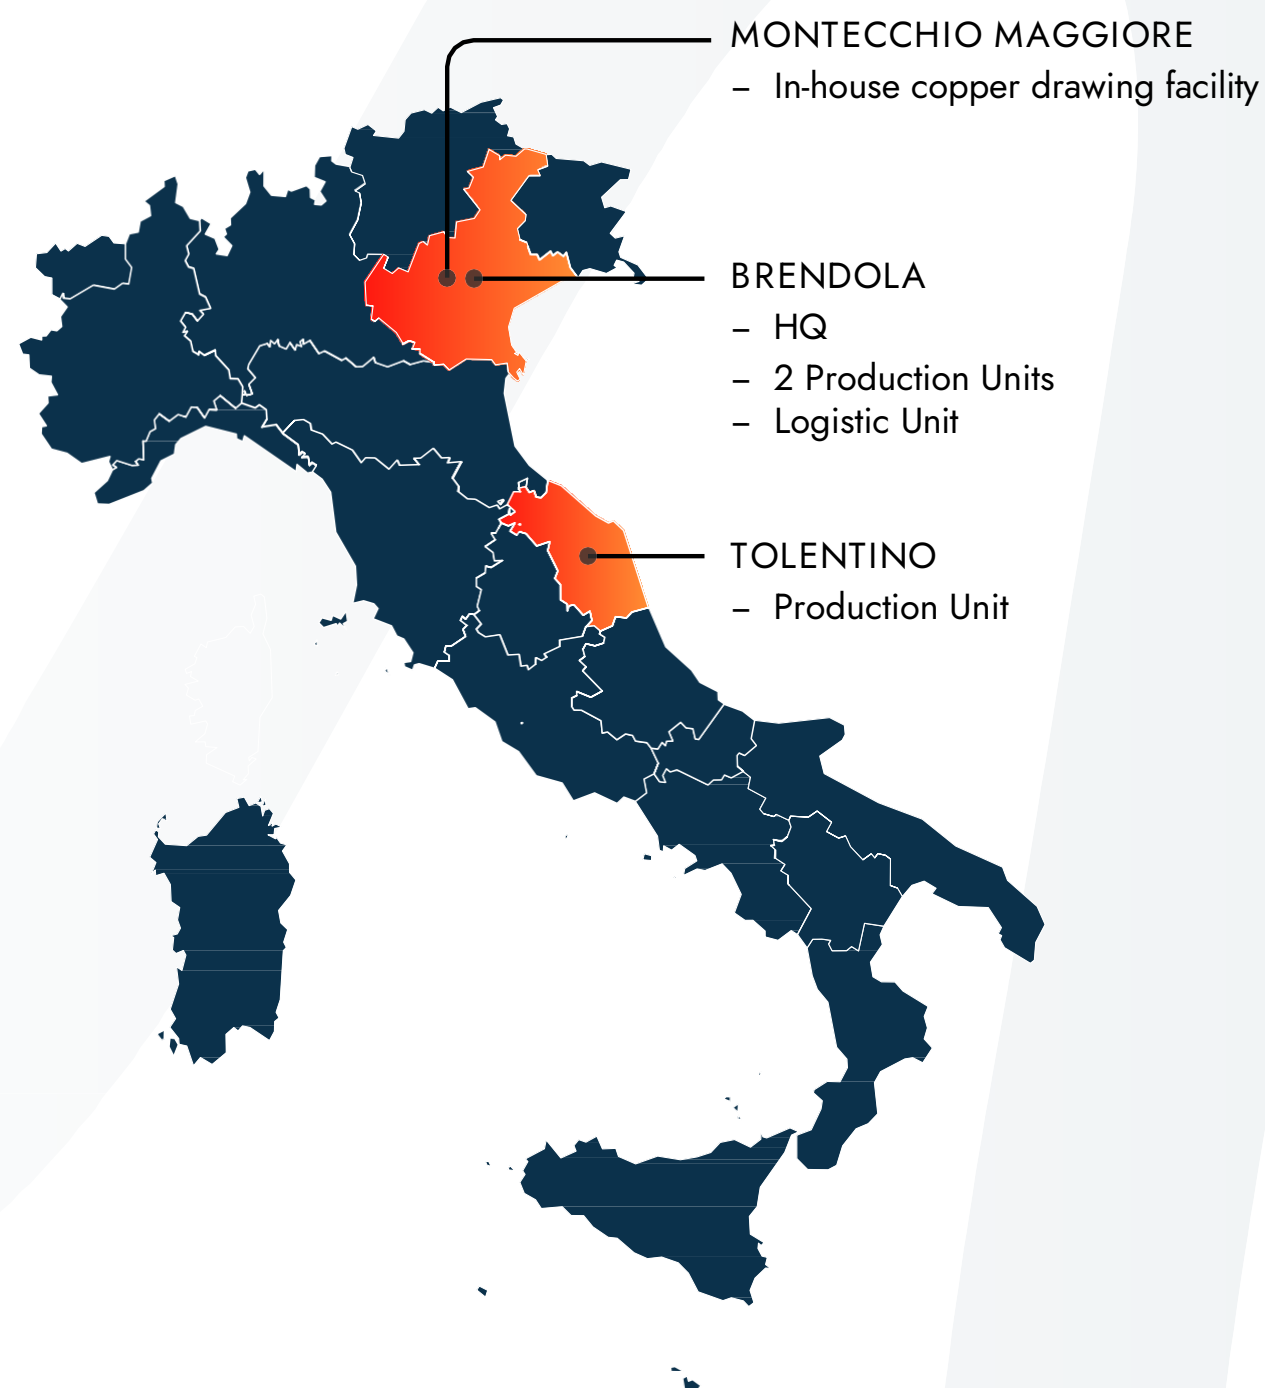 MONTECCHIO MAGGIORE
– In-house copper drawing facility
BRENDOLA
– HQ
– 2 Production Units
– Logistic Unit
TOLENTINO
– Production Unit